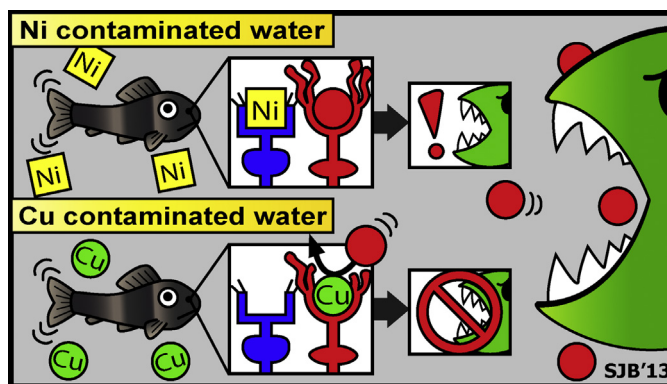 Ni contaminated water
Ni
Ni
Ni
Ni
!
Cu contaminated water
Cu
Cu
Cu
Cu
SJB'13